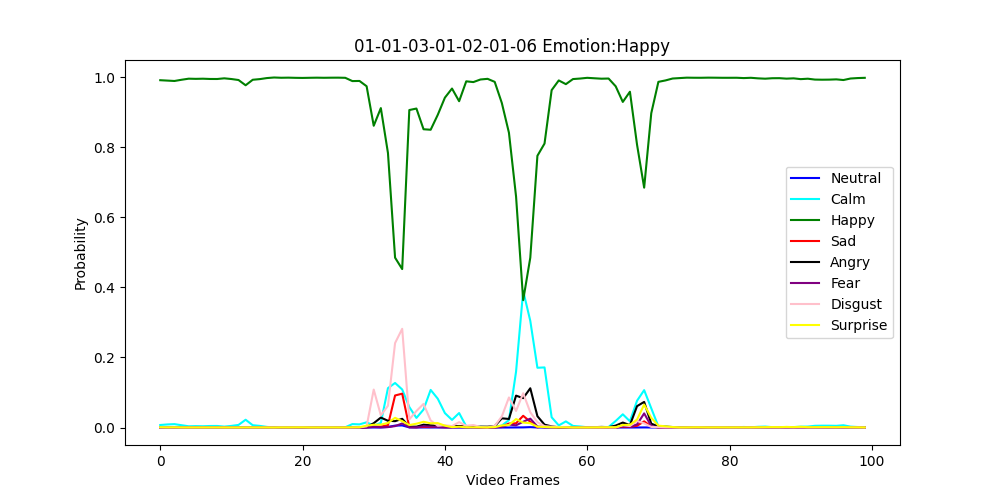 01-01-03-01-02-01-06 Emotion:Happy
1.0
0.8
0.6
0.4
0.2
0.0
Probability
0 20 40 60 80 100
Video Frames
Neutral
Calm
Happy
Sad
Angry
Fear
Disgust
Surprise